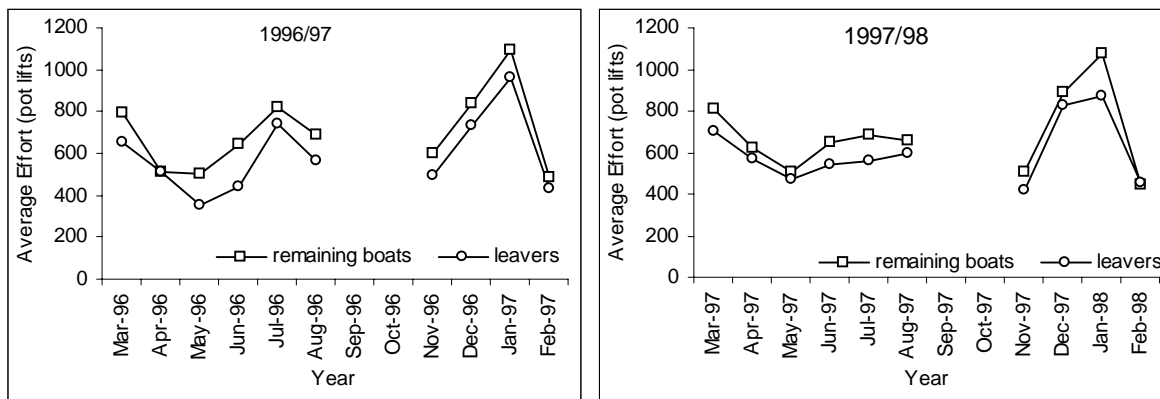 1996/97
Average Effort (pot lifts)
1200
1000
800
600
400
200
0
remaining boats
leavers
Mar-96
Apr-96
May-96
Jun-96
Jul-96
Aug-96
Sep-96
Oct-96
Nov-96
Dec-96
Jan-97
Feb-97
Year
1997/98
Average Effort (pot lifts)
1200
1000
800
600
400
200
0
remaining boats
leavers
Mar-97
Apr-97
May-97
Jun-97
Jul-97
Aug-97
Sep-97
Oct-97
Nov-97
Dec-97
Jan-98
Feb-98
Year